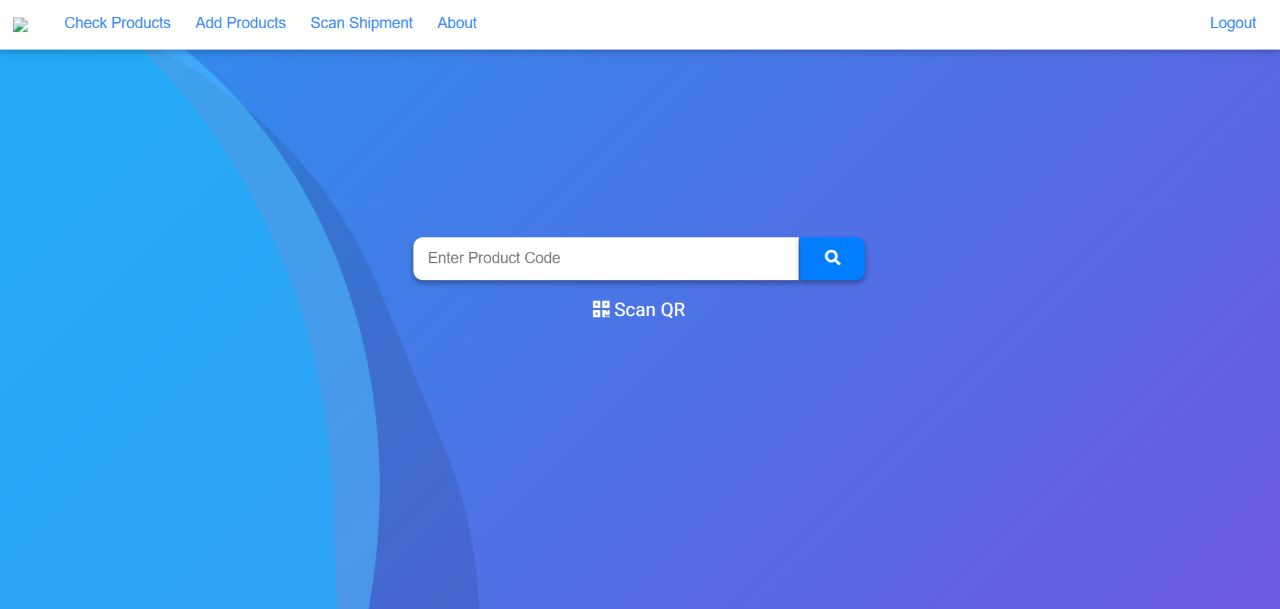 Check Products Add Products Scan Shipment About Logout
Enter Product Code
Scan QR